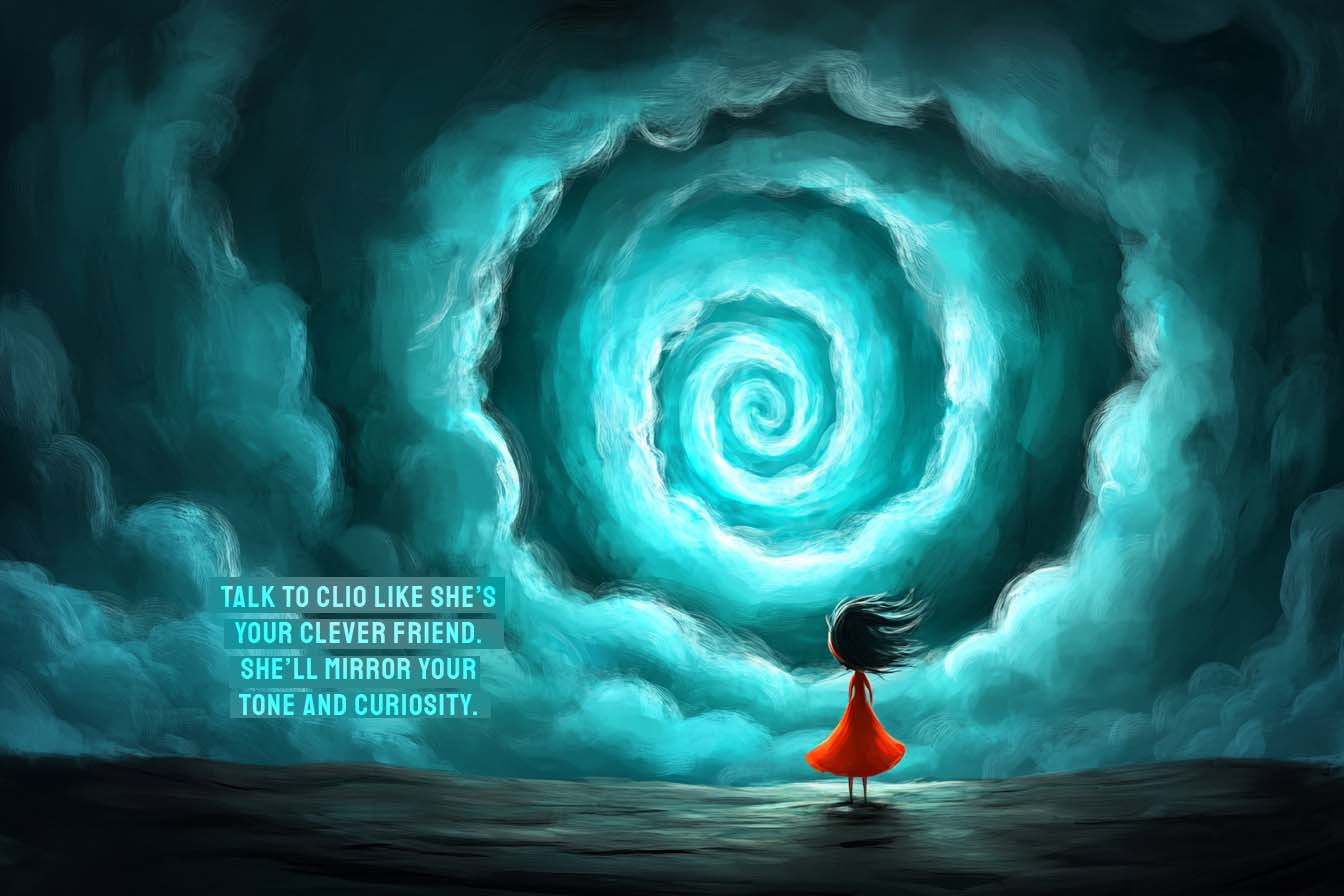 TALK TO CLIO LIKE SHE’S
YOUR CLEVER FRIEND.
SHE’LL MIRROR YOUR
TONE AND CURIOSITY.